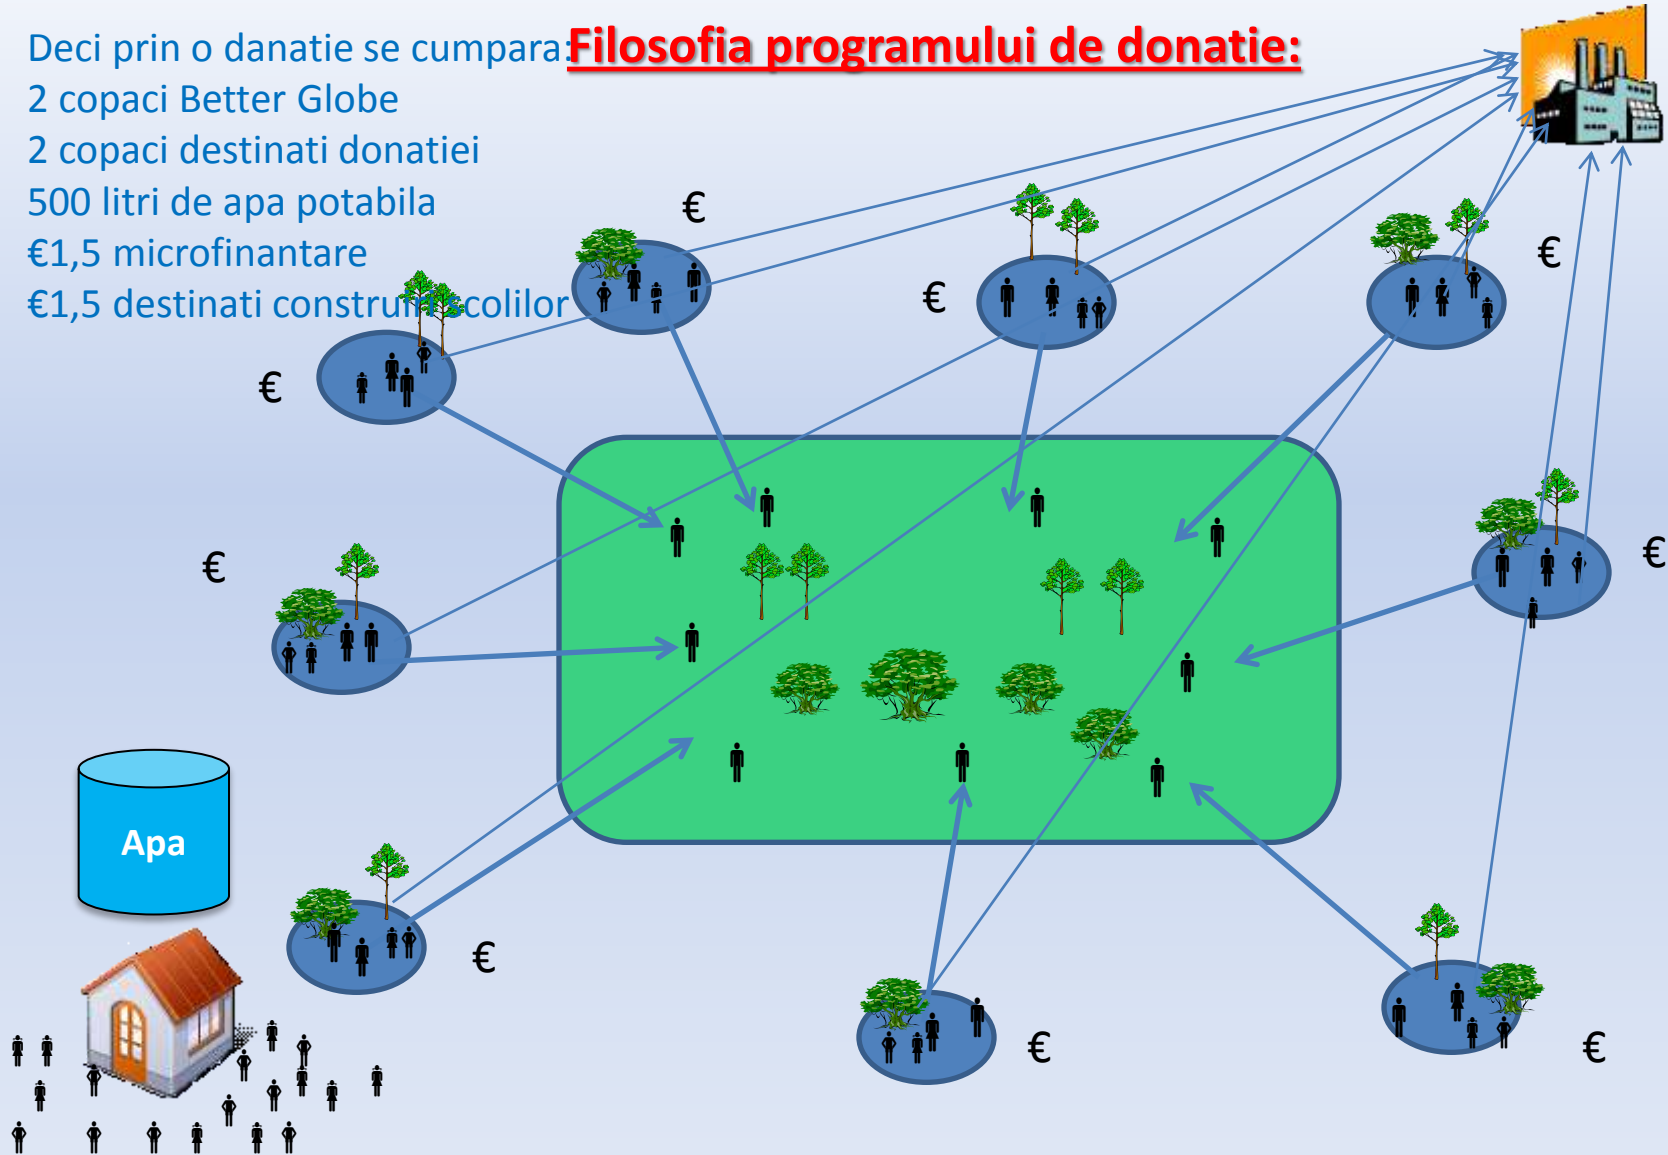 Filosofia programului de donatie:
Deci prin o danatie se cumpara:
2 copaci Better Globe
2 copaci destinati donatiei
500 litri de apa potabila
€1,5 microfinantare
€1,5 destinati construirii scolilor
€
€
€
€
€
€
€
€
€
Apa